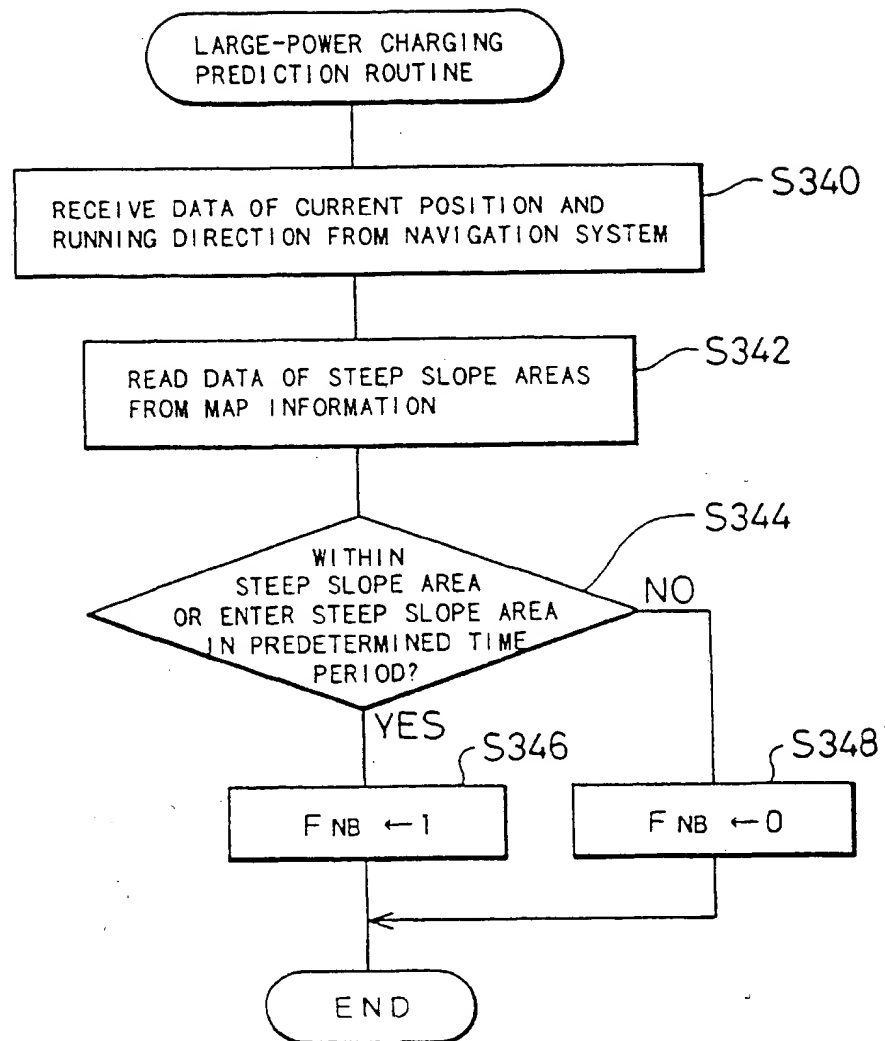 LARGE-POWER CHARGING
PREDICTION ROUTINE
S340
RECEIVE DATA OF CURRENT POSITION AND
RUNNING DIRECTION FROM NAVIGATION SYSTEM
S342
READ DATA OF STEEP SLOPE AREAS
FROM MAP INFORMATION
S344
WITHIN
STEEP SLOPE AREA
OR ENTER STEEP SLOPE AREA
IN PREDETERMINED TIME
PERIOD?
NO
YES
S346
S348
F NB ←1
F NB ←0
END